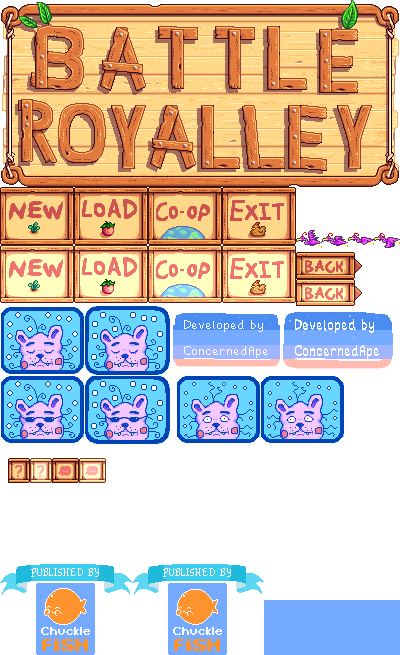 BATTLE
ROYALLEY
NEW LOAD CO-OP EXIT
NEW LOAD CO-OP EXIT
BACK
BACK
Developed by
ConcernedApe
Developed by
ConcernedApe
? ?
PUBLISHED BY
Chuckle
FISH
PUBLISHED BY
Chuckle
FISH